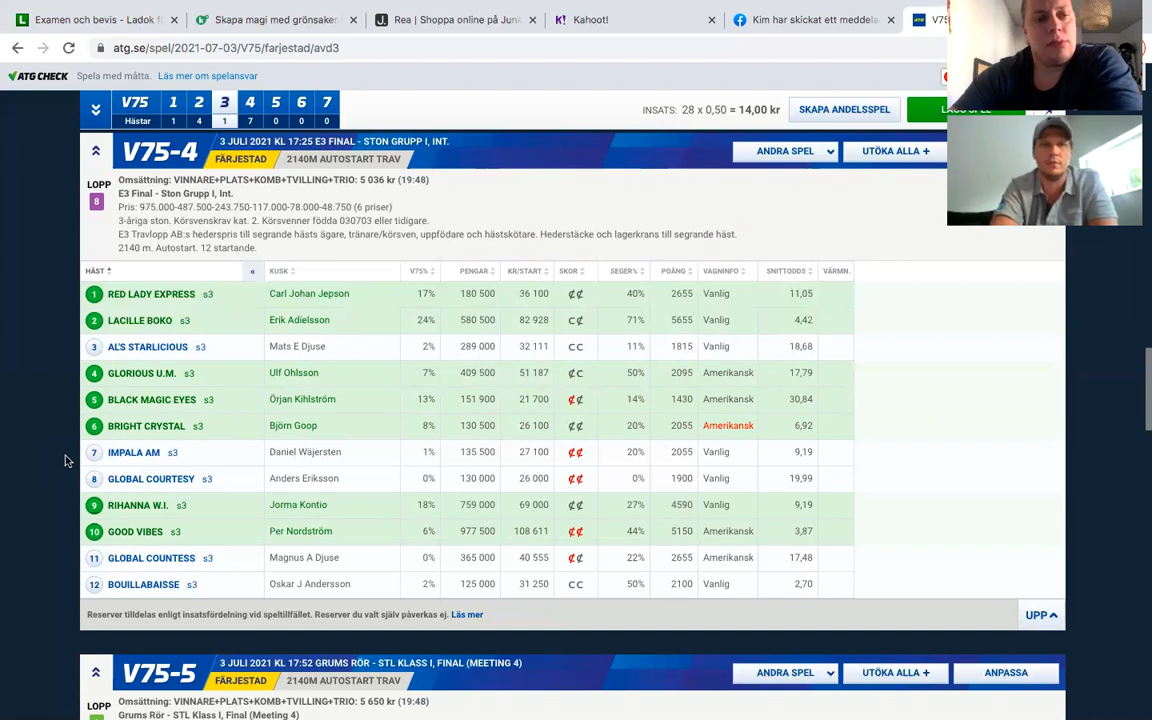 Examen och bevis - Ladok f
Skapa magi med grönsaker
Rea | Shoppa online på Junk
Kahoot!
Kim har skickat ett meddela
V75
atg.se/spel/2021-07-03/V75/farjestad/avd3
ATG CHECK Spela med måtta. Läs mer om spelansvar
V75 1 2 3 4 5 6 7
Hästar 1 4 1 7 0 0 0
INSATS: 28 x 0,50 = 14,00 kr SKAPA ANDELSSPEL
V75-4 3 JULI 2021 KL 17:25 E3 FINAL - STON GRUPP I, INT.
FÄRJESTAD 2140M AUTOSTART TRAV
ANDRA SPEL UTÖKA ALLA +
LOPP 8
Omsättning: VINNARE+PLATS+KOMB+TVILLING+TRIO: 5 036 kr (19:48)
E3 Final - Ston Grupp I, Int.
Pris: 975.000-487.500-243.750-117.000-78.000-48.750 (6 priser)
3-åriga ston. Körsvenskrav kat. 2. Körsvenner födda 030703 eller tidigare.
E3 Travlopp AB:s hederspris till segrande hästs ägare, tränare/körsven, uppfödare och hästskötare. Hederstäcke och lagerkrans till segrande häst.
2140 m. Autostart. 12 startande.
HÄST « KUSK V75% PENGAR KR/START SKOR SEGER% POÄNG VAGNINFO SNITTODDS VÄRMN.
1 RED LADY EXPRESS s3 Carl Johan Jepson 17% 180 500 36 100 ȼȼ 40% 2655 Vanlig 11,05
2 LACILLE BOKO s3 Erik Adielsson 24% 580 500 82 928 Cȼ 71% 5655 Vanlig 4,42
3 AL'S STARLICIOUS s3 Mats E Djuse 2% 289 000 32 111 CC 11% 1815 Vanlig 18,68
4 GLORIOUS U.M. s3 Ulf Ohlsson 7% 409 500 51 187 ȼC 50% 2095 Amerikansk 17,79
5 BLACK MAGIC EYES s3 Örjan Kihlström 13% 151 900 21 700 ȼȼ 14% 1430 Amerikansk 30,84
6 BRIGHT CRYSTAL s3 Björn Goop 8% 130 500 26 100 ȼȼ 20% 2055 Amerikansk 6,92
7 IMPALA AM s3 Daniel Wäjersten 1% 135 500 27 100 ȼȼ 20% 2055 Vanlig 9,19
8 GLOBAL COURTESY s3 Anders Eriksson 0% 130 000 26 000 ȼȼ 0% 1900 Vanlig 19,99
9 RIHANNA W.I. s3 Jorma Kontio 18% 759 000 69 000 ȼȼ 27% 4590 Vanlig 9,19
10 GOOD VIBES s3 Per Nordström 6% 977 500 108 611 ȼȼ 44% 5150 Amerikansk 3,87
11 GLOBAL COUNTESS s3 Magnus A Djuse 0% 365 000 40 555 ȼȼ 22% 2655 Amerikansk 17,48
12 BOUILLABAISSE s3 Oskar J Andersson 2% 125 000 31 250 CC 50% 2100 Vanlig 2,70
Reserver tilldelas enligt insatsfördelning vid speltillfället. Reserver du valt själv påverkas ej. Läs mer
UPP
V75-5 3 JULI 2021 KL 17:52 GRUMS RÖR - STL KLASS I, FINAL (MEETING 4)
FÄRJESTAD 2140M AUTOSTART TRAV
ANDRA SPEL UTÖKA ALLA + ANPASSA
LOPP
Omsättning: VINNARE+PLATS+KOMB+TVILLING+TRIO: 5 650 kr (19:48)
Grums Rör - STL Klass I, Final (Meeting 4)